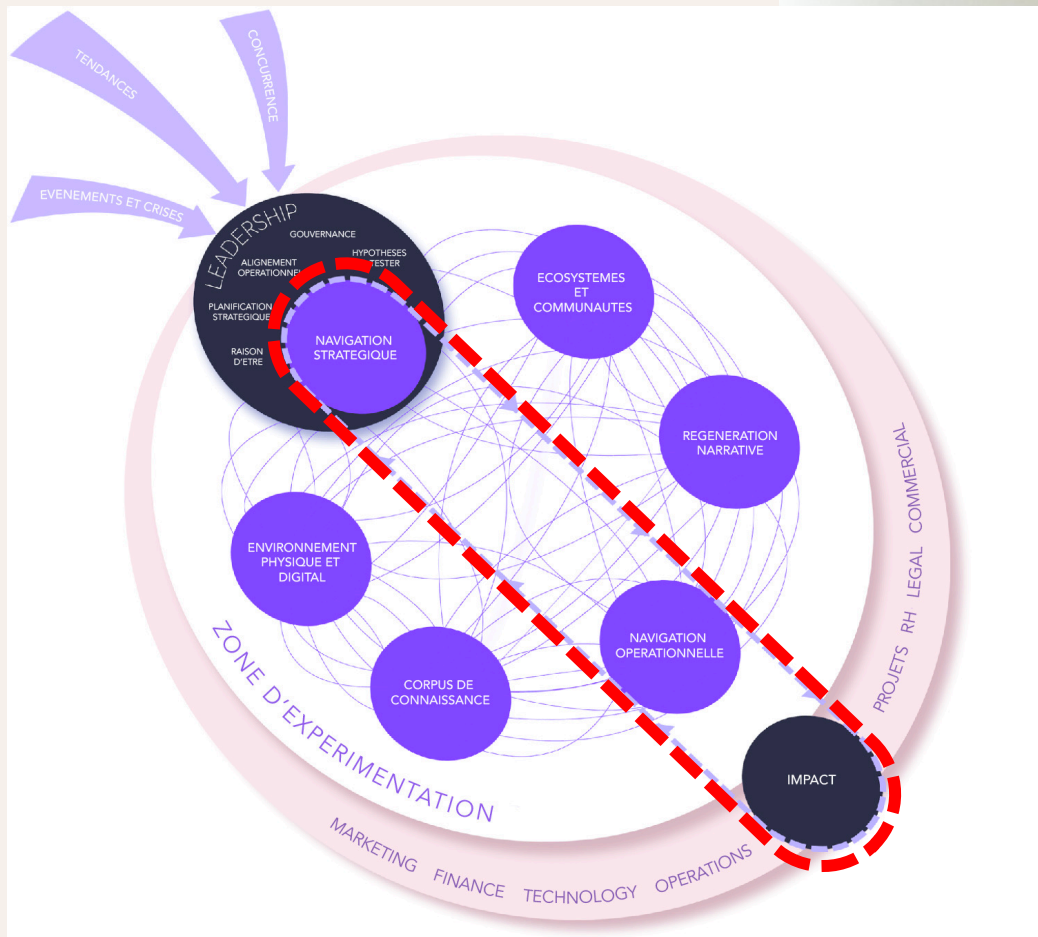 TENDANCES
CONCURRENCE
EVENEMENTS ET CRISES
LEADERSHIP
GOUVERNANCE
HYPOTHESES
TESTER
ALIGNEMENT
OPERATIONNEL
PLANIFICATION
STRATEGIQUE
RAISON
D'ETRE
NAVIGATION
STRATEGIQUE
ECOSYSTEMES
ET
COMMUNAUTES
REGENERATION
NARRATIVE
ENVIRONNEMENT
PHYSIQUE ET
DIGITAL
NAVIGATION
OPERATIONNELLE
CORPUS DE
CONNAISSANCE
IMPACT
ZONE D'EXPERIMENTATION
MARKETING FINANCE TECHNOLOGY OPERATIONS
PROJETS RH LEGAL COMMERCIAL